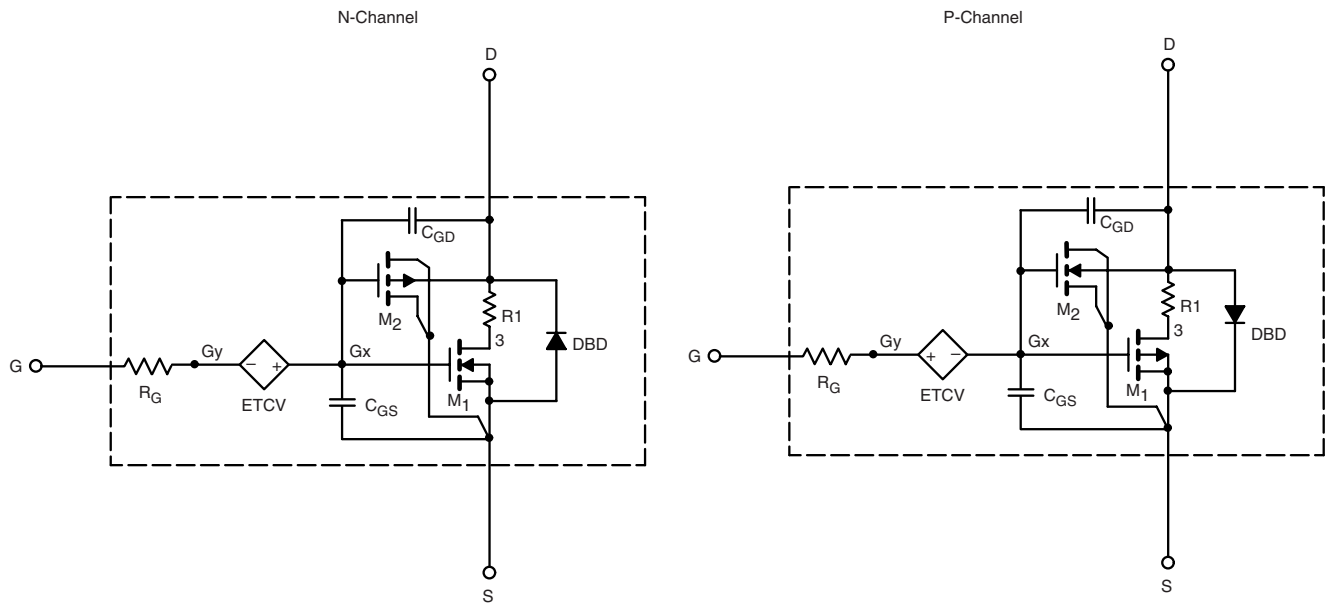 N-Channel
D
CGD
M2
R1
3
DBD
G
RG
Gy
− +
ETCV
Gx
M1
CGS
S
P-Channel
D
CGD
M2
R1
3
DBD
G
RG
Gy
+ −
ETCV
Gx
M1
CGS
S